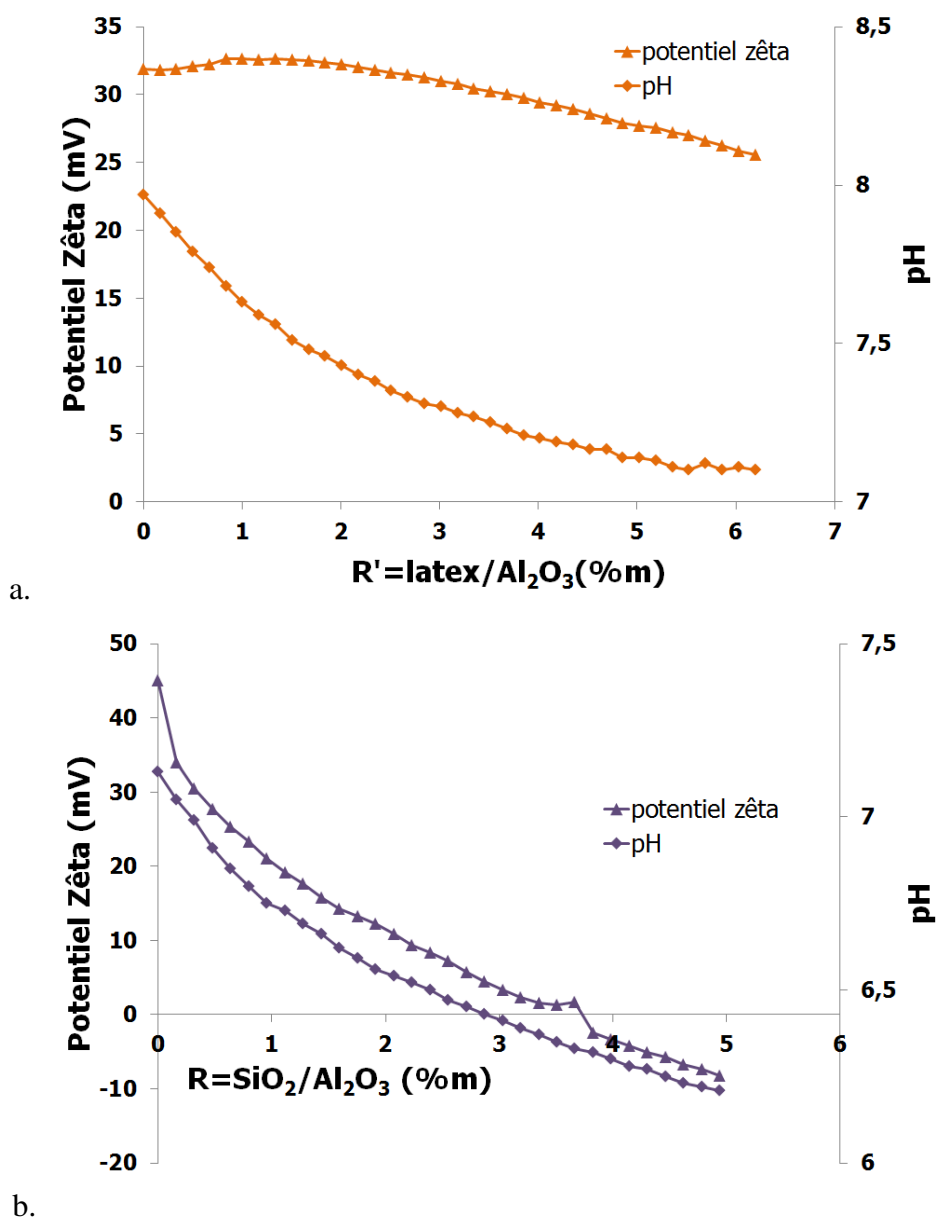 35
30
25
20
15
10
5
0
Potentiel Zêta (mV)
potentiel zêta
pH
8,5
8
7,5
7
pH
0 1 2 3 4 5 6 7
R'=latex/Al₂O₃(%m)
a.
50
40
30
20
10
0
-10
-20
Potentiel Zêta (mV)
potentiel zêta
pH
7,5
7
6,5
6
pH
0 1 2 3 4 5 6
R=SiO₂/Al₂O₃ (%m)
b.